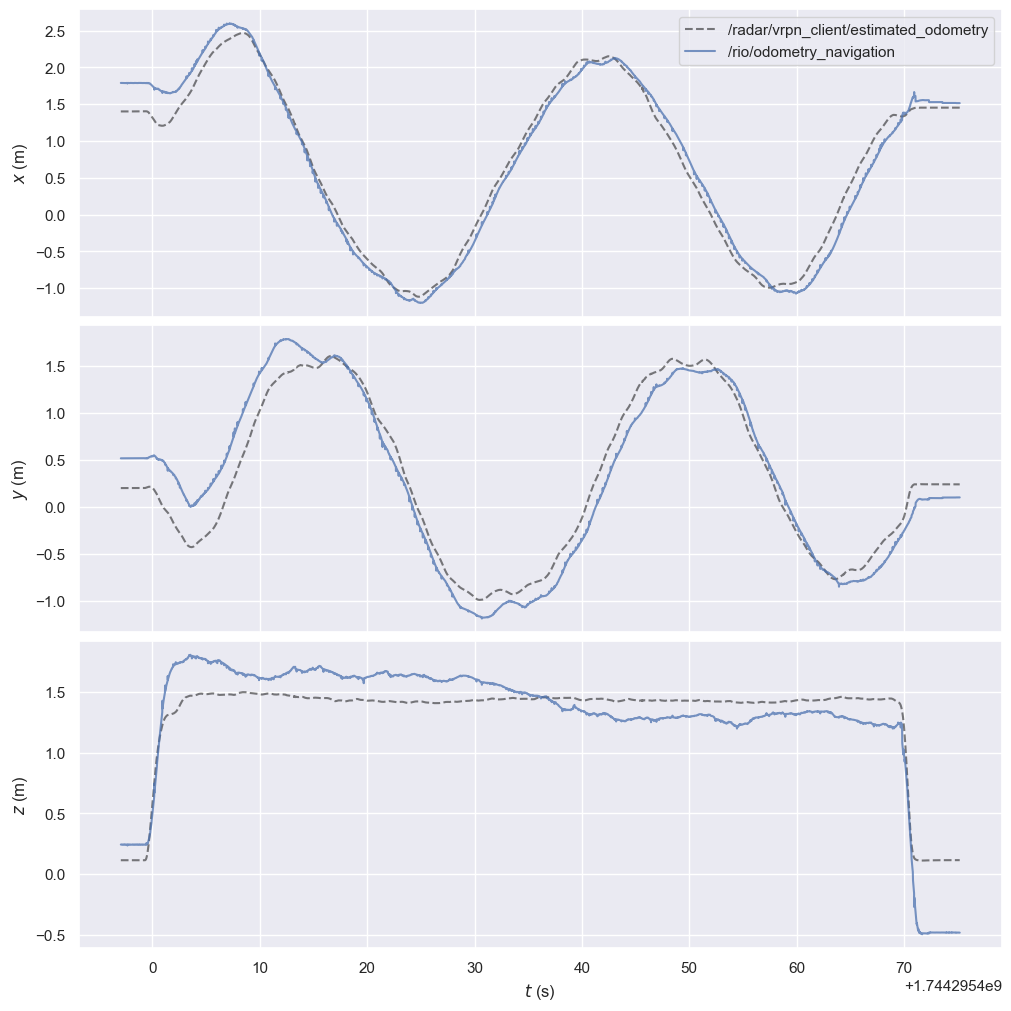 /radar/vrpn_client/estimated_odometry
/rio/odometry_navigation
2.5
2.0
1.5
1.0
0.5
0.0
−0.5
−1.0
x (m)
1.5
1.0
0.5
0.0
−0.5
−1.0
y (m)
1.5
1.0
0.5
0.0
−0.5
z (m)
0 10 20 30 40 50 60 70
+1.7442954e9
t (s)